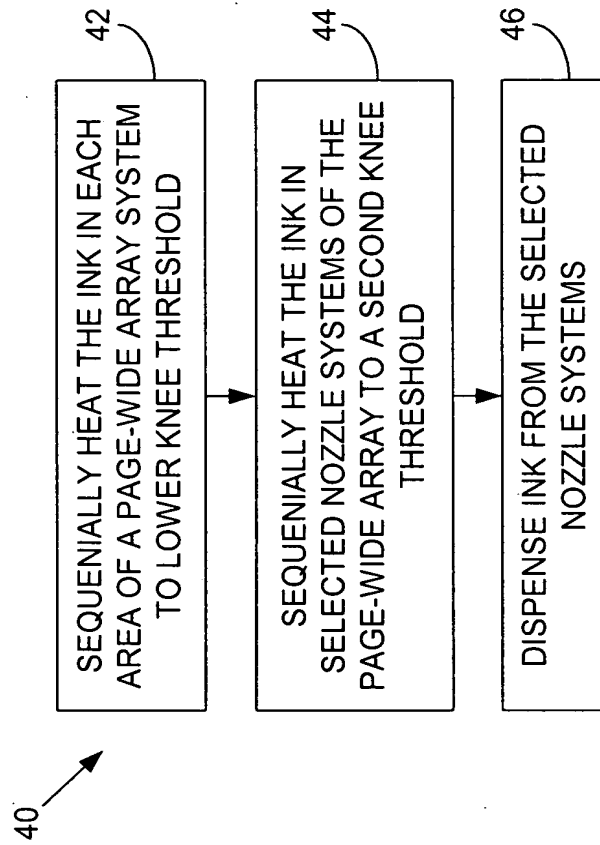 40
SEQUENIALLY HEAT THE INK IN EACH
AREA OF A PAGE-WIDE ARRAY SYSTEM
TO LOWER KNEE THRESHOLD
42
SEQUENIALLY HEAT THE INK IN
SELECTED NOZZLE SYSTEMS OF THE
PAGE-WIDE ARRAY TO A SECOND KNEE
THRESHOLD
44
DISPENSE INK FROM THE SELECTED
NOZZLE SYSTEMS
46